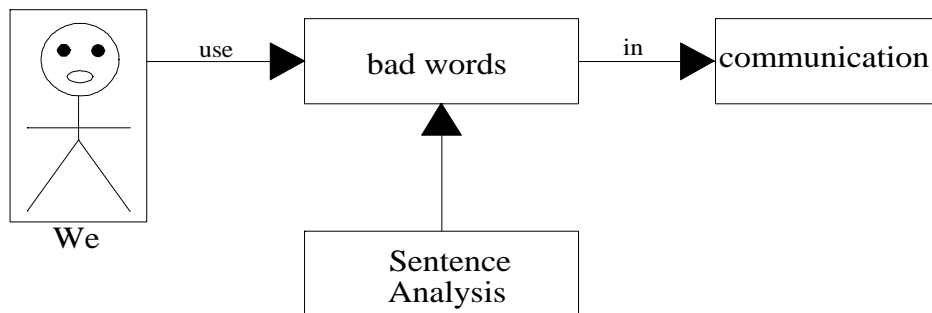 use
bad words
in
communication
We
Sentence
Analysis